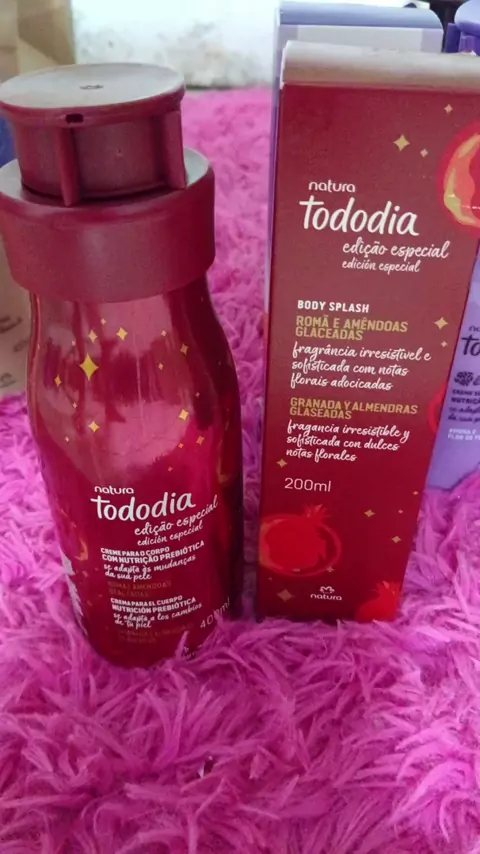 natura
Tododia
edição especial
edición especial
CREME PARA O CORPO
COM NUTRIÇÃO PREBIÓTICA
se adapta às mudanças
da sua pele
CREMA PARA EL CUERPO
NUTRICIÓN PREBIÓTICA
se adapta a los cambios
de tu piel
400ml
natura
Tododia
edição especial
edición especial
BODY SPLASH
ROMÃ E AMÊNDOAS
GLACEADAS
fragrância irresistível e
sofisticada com notas
florais adocicadas
GRANADA Y ALMENDRAS
GLASEADAS
fragancia irresistible y
sofisticada con dulces
notas florales
200ml
natura